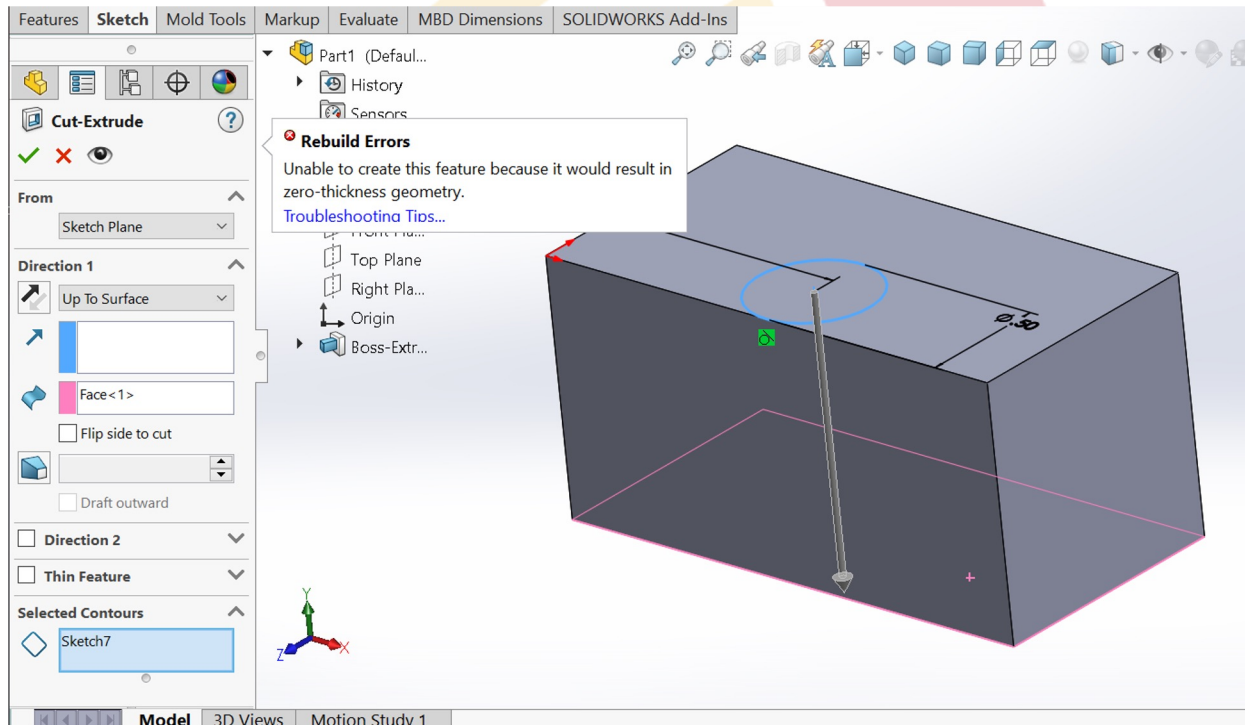 Features Sketch Mold Tools Markup Evaluate MBD Dimensions SOLIDWORKS Add-Ins
Part1 (Defaul...
History
Sensors
Cut-Extrude
?
Rebuild Errors
Unable to create this feature because it would result in
zero-thickness geometry.
Troubleshooting Tips...
From
Sketch Plane
Front Pla...
Top Plane
Right Pla...
Origin
Boss-Extr...
Direction 1
Up To Surface
Face<1>
Flip side to cut
Draft outward
Direction 2
Thin Feature
Selected Contours
Sketch7
Ø.50
Y
X
Z
Model 3D Views Motion Study 1